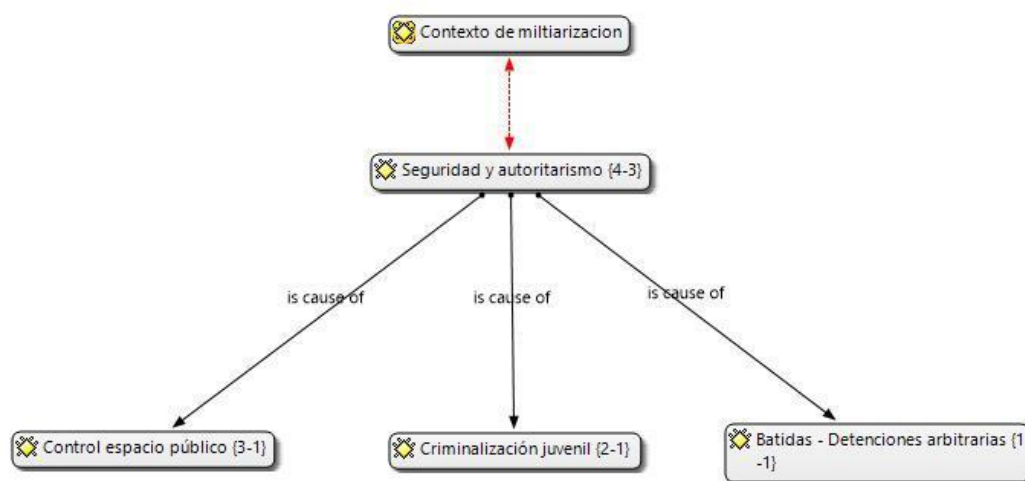 Contexto de miltiarizacion
Seguridad y autoritarismo {4-3}
is cause of
is cause of
is cause of
Control espacio público {3-1}
Criminalización juvenil {2-1}
Batidas - Detenciones arbitrarias {1
-1}